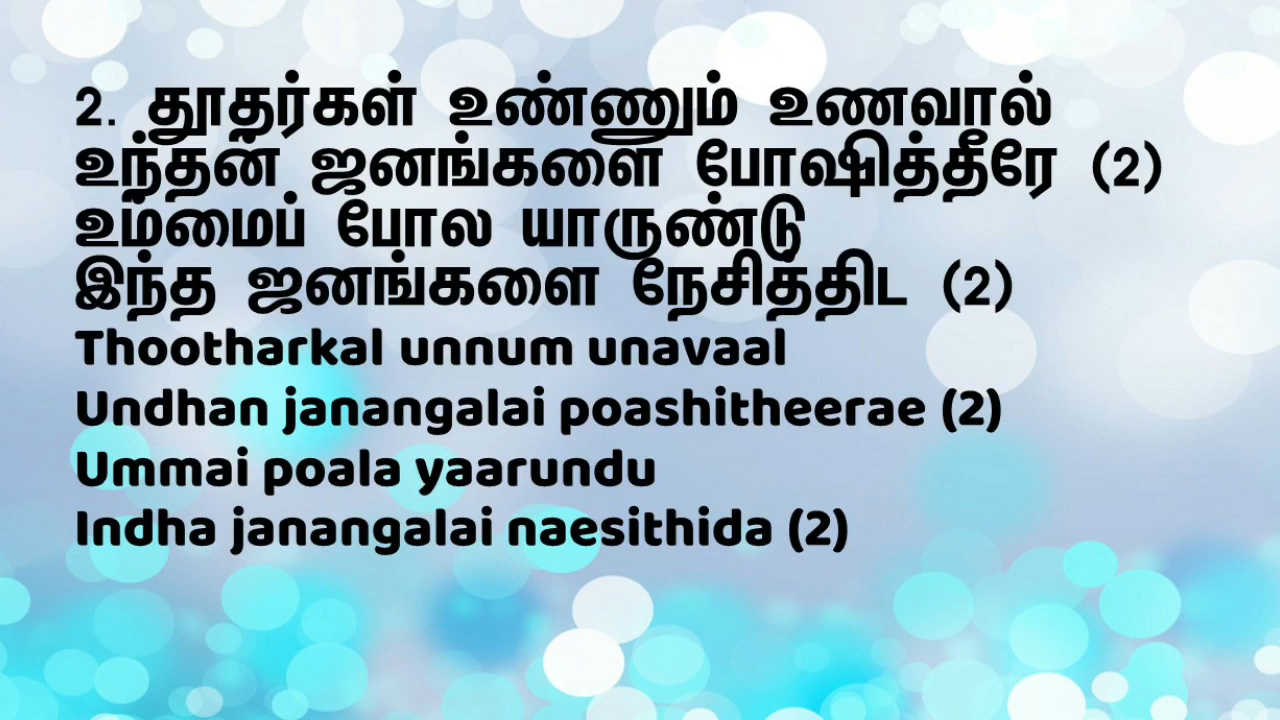 2. தூதர்கள் உண்ணும் உணவால்
உந்தன் ஜனங்களை போஷித்தீரே (2)
உம்மைப் போல யாருண்டு
இந்த ஜனங்களை நேசித்திட (2)
Thootharkal unnum unavaal
Undhan janangalai poashitheerae (2)
Ummai poala yaarundu
Indha janangalai naesithida (2)